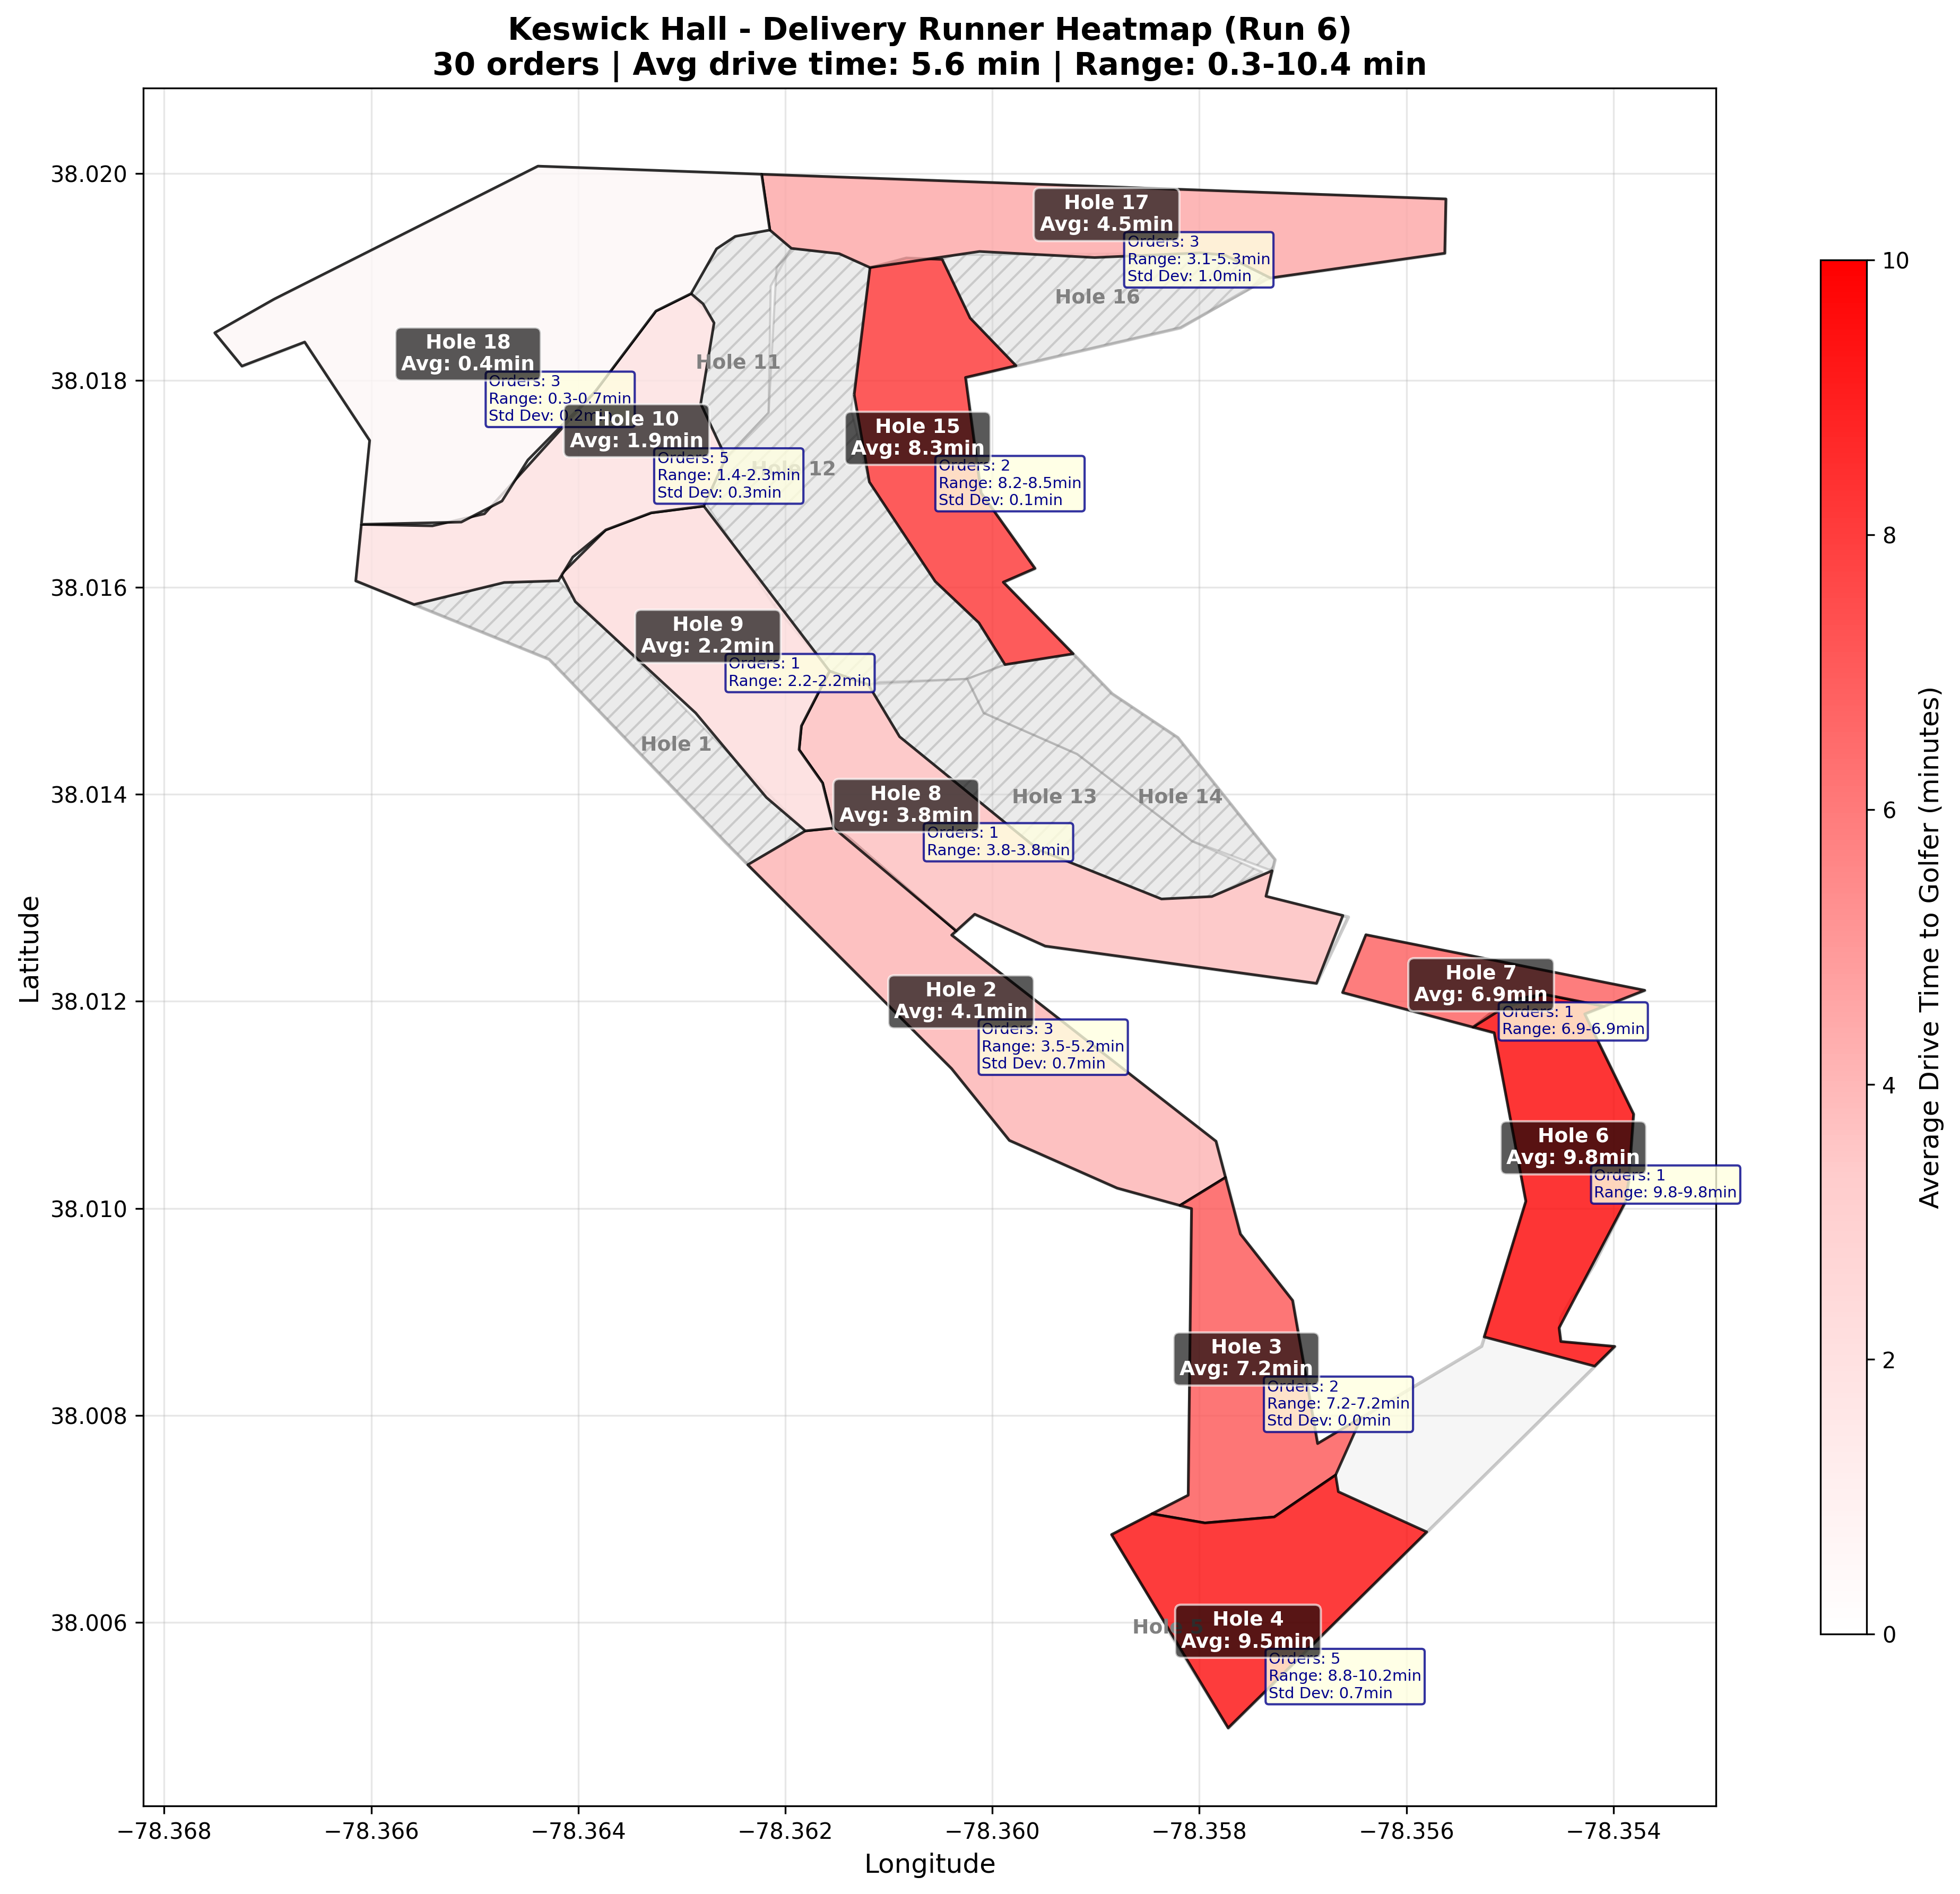 Keswick Hall - Delivery Runner Heatmap (Run 6)
30 orders | Avg drive time: 5.6 min | Range: 0.3-10.4 min
Hole 17
Avg: 4.5min
Orders: 3
Range: 3.1-5.3min
Std Dev: 1.0min
Hole 16
Hole 18
Avg: 0.4min
Orders: 3
Range: 0.3-0.7min
Std Dev: 0.2min
Hole 11
Hole 10
Avg: 1.9min
Orders: 5
Range: 1.4-2.3min
Std Dev: 0.3min
Hole 12
Hole 15
Avg: 8.3min
Orders: 2
Range: 8.2-8.5min
Std Dev: 0.1min
Hole 9
Avg: 2.2min
Orders: 1
Range: 2.2-2.2min
Hole 1
Hole 8
Avg: 3.8min
Orders: 1
Range: 3.8-3.8min
Hole 13
Hole 14
Hole 2
Avg: 4.1min
Orders: 3
Range: 3.5-5.2min
Std Dev: 0.7min
Hole 7
Avg: 6.9min
Orders: 1
Range: 6.9-6.9min
Hole 6
Avg: 9.8min
Orders: 1
Range: 9.8-9.8min
Hole 3
Avg: 7.2min
Orders: 2
Range: 7.2-7.2min
Std Dev: 0.0min
Hole 4
Avg: 9.5min
Orders: 5
Range: 8.8-10.2min
Std Dev: 0.7min
38.020
38.018
38.016
38.014
38.012
38.010
38.008
38.006
Latitude
−78.368
−78.366
−78.364
−78.362
−78.360
−78.358
−78.356
−78.354
Longitude
10
8
6
4
2
0
Average Drive Time to Golfer (minutes)